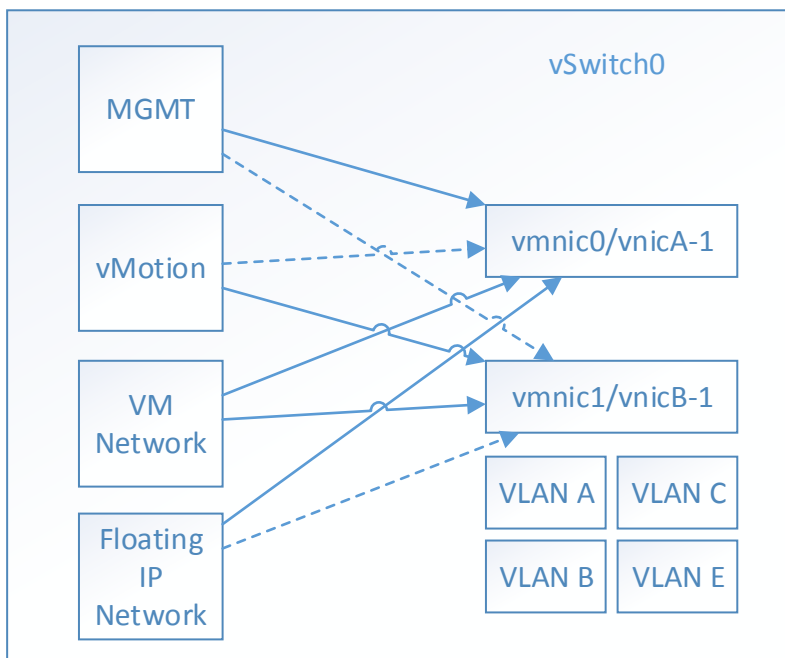 vSwitch0
MGMT
vmnic0/vnicA-1
vMotion
vmnic1/vnicB-1
VM
Network
VLAN A
VLAN C
Floating
IP
Network
VLAN B
VLAN E